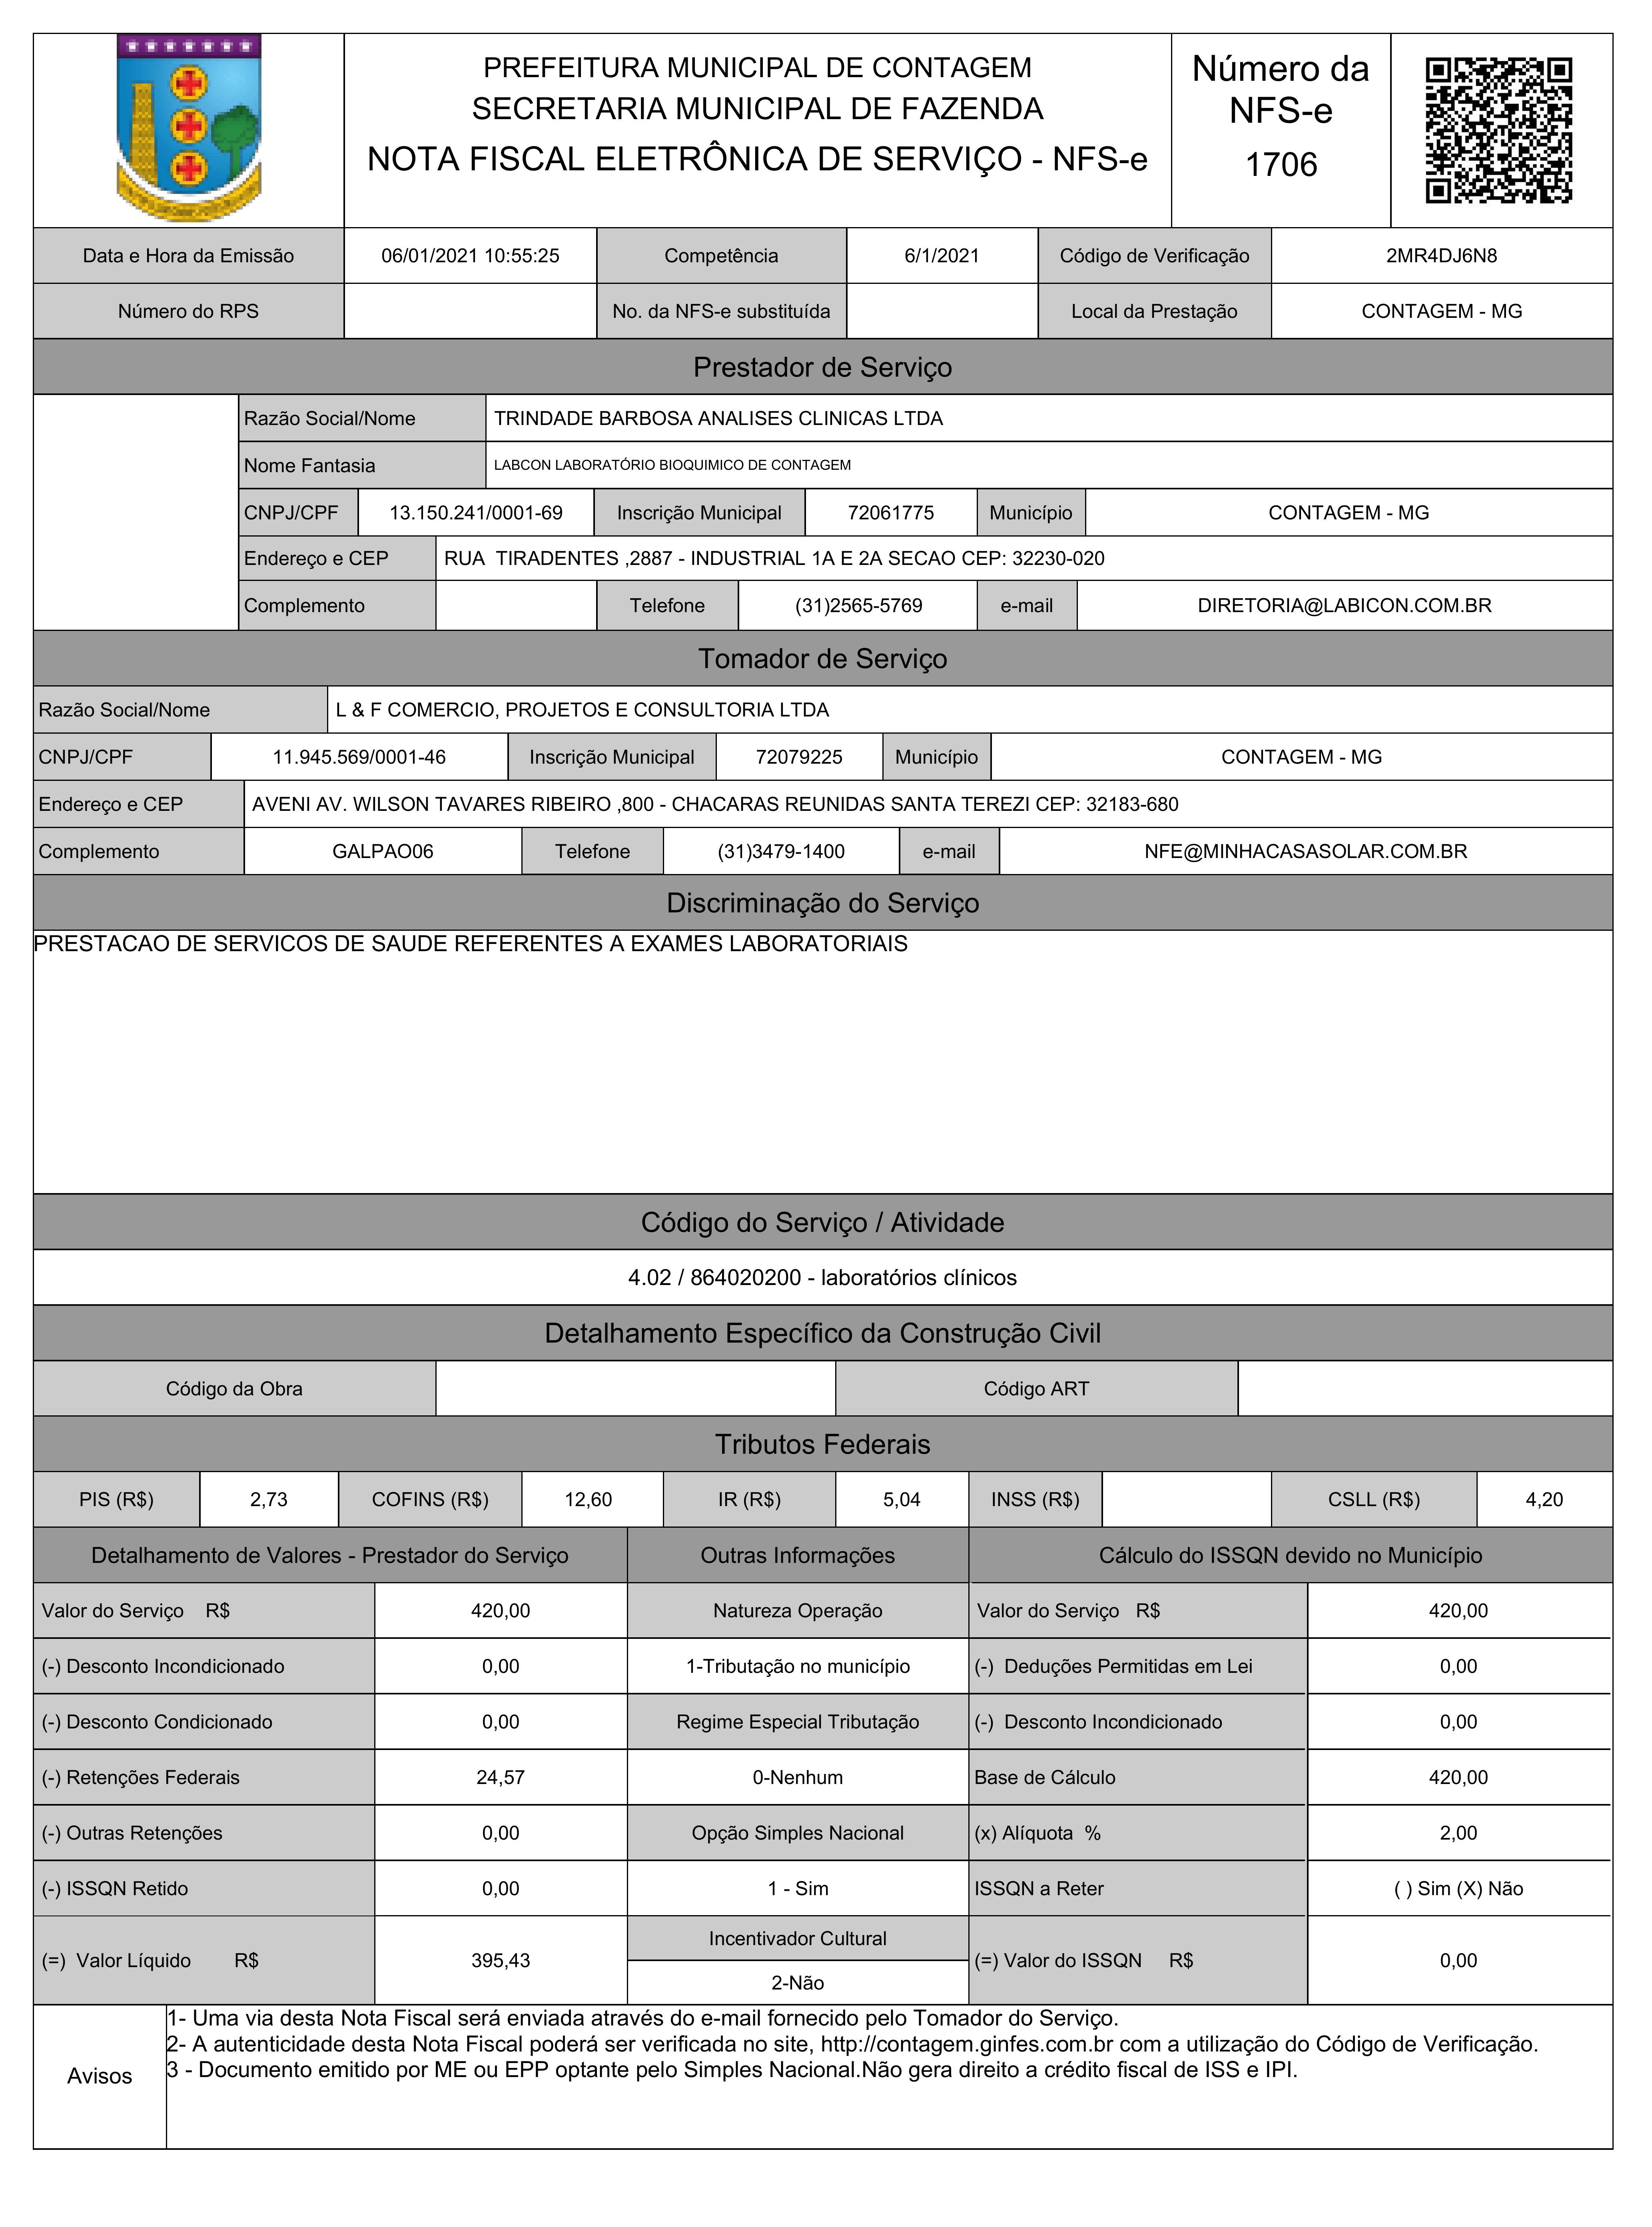 PREFEITURA MUNICIPAL DE CONTAGEM
SECRETARIA MUNICIPAL DE FAZENDA
NOTA FISCAL ELETRÔNICA DE SERVIÇO - NFS-e
Número da
NFS-e
1706
Data e Hora da Emissão 06/01/2021 10:55:25 Competência 6/1/2021 Código de Verificação 2MR4DJ6N8
Número do RPS No. da NFS-e substituída Local da Prestação CONTAGEM - MG
Prestador de Serviço
Razão Social/Nome TRINDADE BARBOSA ANALISES CLINICAS LTDA
Nome Fantasia LABCON LABORATÓRIO BIOQUIMICO DE CONTAGEM
CNPJ/CPF 13.150.241/0001-69 Inscrição Municipal 72061775 Município CONTAGEM - MG
Endereço e CEP RUA  TIRADENTES ,2887 - INDUSTRIAL 1A E 2A SECAO CEP: 32230-020
Complemento Telefone (31)2565-5769 e-mail DIRETORIA@LABICON.COM.BR
Tomador de Serviço
Razão Social/Nome L & F COMERCIO, PROJETOS E CONSULTORIA LTDA
CNPJ/CPF 11.945.569/0001-46 Inscrição Municipal 72079225 Município CONTAGEM - MG
Endereço e CEP AVENI AV. WILSON TAVARES RIBEIRO ,800 - CHACARAS REUNIDAS SANTA TEREZI CEP: 32183-680
Complemento GALPAO06 Telefone (31)3479-1400 e-mail NFE@MINHACASASOLAR.COM.BR
Discriminação do Serviço
PRESTACAO DE SERVICOS DE SAUDE REFERENTES A EXAMES LABORATORIAIS
Código do Serviço / Atividade
4.02 / 864020200 - laboratórios clínicos
Detalhamento Específico da Construção Civil
Código da Obra Código ART
Tributos Federais
PIS (R$) 2,73 COFINS (R$) 12,60 IR (R$) 5,04 INSS (R$) CSLL (R$) 4,20
Detalhamento de Valores - Prestador do Serviço Outras Informações Cálculo do ISSQN devido no Município
Valor do Serviço R$ 420,00 Natureza Operação Valor do Serviço R$ 420,00
(-) Desconto Incondicionado 0,00 1-Tributação no município (-) Deduções Permitidas em Lei 0,00
(-) Desconto Condicionado 0,00 Regime Especial Tributação (-) Desconto Incondicionado 0,00
(-) Retenções Federais 24,57 0-Nenhum Base de Cálculo 420,00
(-) Outras Retenções 0,00 Opção Simples Nacional (x) Alíquota % 2,00
(-) ISSQN Retido 0,00 1 - Sim ISSQN a Reter ( ) Sim (X) Não
(=) Valor Líquido R$ 395,43 Incentivador Cultural (=) Valor do ISSQN R$ 0,00
2-Não
Avisos
1- Uma via desta Nota Fiscal será enviada através do e-mail fornecido pelo Tomador do Serviço.
2- A autenticidade desta Nota Fiscal poderá ser verificada no site, http://contagem.ginfes.com.br com a utilização do Código de Verificação.
3 - Documento emitido por ME ou EPP optante pelo Simples Nacional.Não gera direito a crédito fiscal de ISS e IPI.